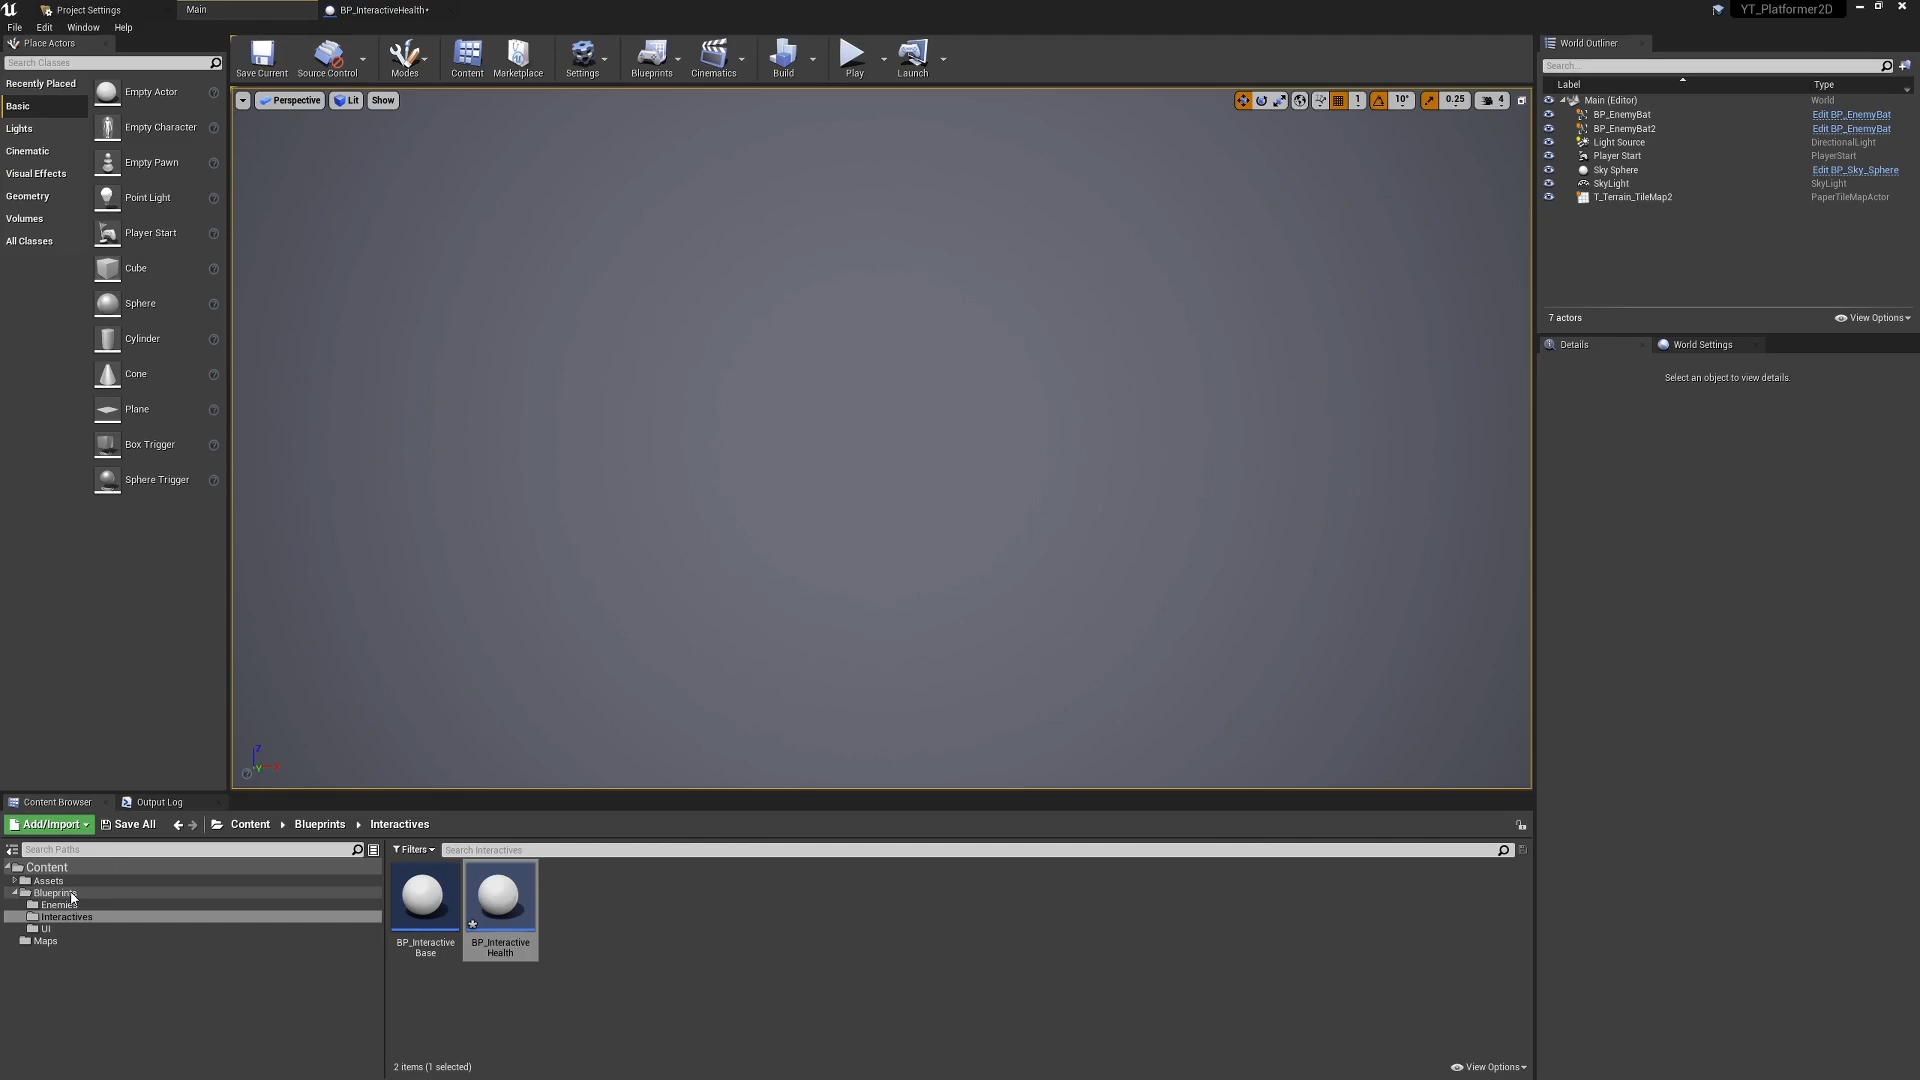 Project Settings
Main
BP_InteractiveHealth*
YT_Platformer2D
File
Edit
Window
Help
Place Actors
Search Classes
Recently Placed
Basic
Lights
Cinematic
Visual Effects
Geometry
Volumes
All Classes
Empty Actor
Empty Character
Empty Pawn
Point Light
Player Start
Cube
Sphere
Cylinder
Cone
Plane
Box Trigger
Sphere Trigger
Save Current
Source Control
Modes
Content
Marketplace
Settings
Blueprints
Cinematics
Build
Play
Launch
Perspective
Lit
Show
1
10°
0.25
4
Z
Y
X
World Outliner
Search...
Label
Type
Main (Editor)
World
BP_EnemyBat
Edit BP_EnemyBat
BP_EnemyBat2
Edit BP_EnemyBat
Light Source
DirectionalLight
Player Start
PlayerStart
Sky Sphere
Edit BP_Sky_Sphere
SkyLight
SkyLight
T_Terrain_TileMap2
PaperTileMapActor
7 actors
View Options
Details
World Settings
Select an object to view details.
Content Browser
Output Log
Add/Import
Save All
Content
Blueprints
Interactives
Search Paths
Filters
Search Interactives
Content
Assets
Blueprints
Enemies
Interactives
UI
Maps
BP_Interactive
Base
BP_Interactive
Health
2 items (1 selected)
View Options